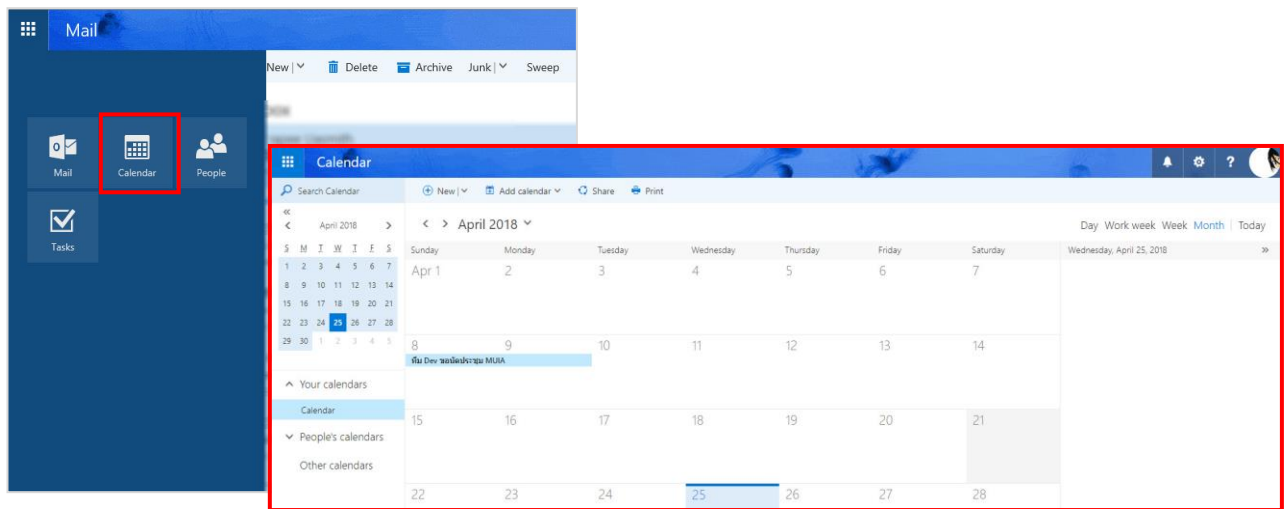 Mail
New | Delete Archive Junk | Sweep
Mail Calendar People
Tasks
Calendar ?
Search Calendar New | Add calendar Share Print
April 2018
S M T W T F S
1 2 3 4 5 6 7
8 9 10 11 12 13 14
15 16 17 18 19 20 21
22 23 24 25 26 27 28
29 30 1 2 3 4 5
Your calendars
Calendar
People's calendars
Other calendars
April 2018 Day Work week Week Month | Today
Sunday Monday Tuesday Wednesday Thursday Friday Saturday Wednesday, April 25, 2018
Apr 1 2 3 4 5 6 7
8 9 10 11 12 13 14
ทีม Dev ขอนัดประชุม MUIA
15 16 17 18 19 20 21
22 23 24 25 26 27 28